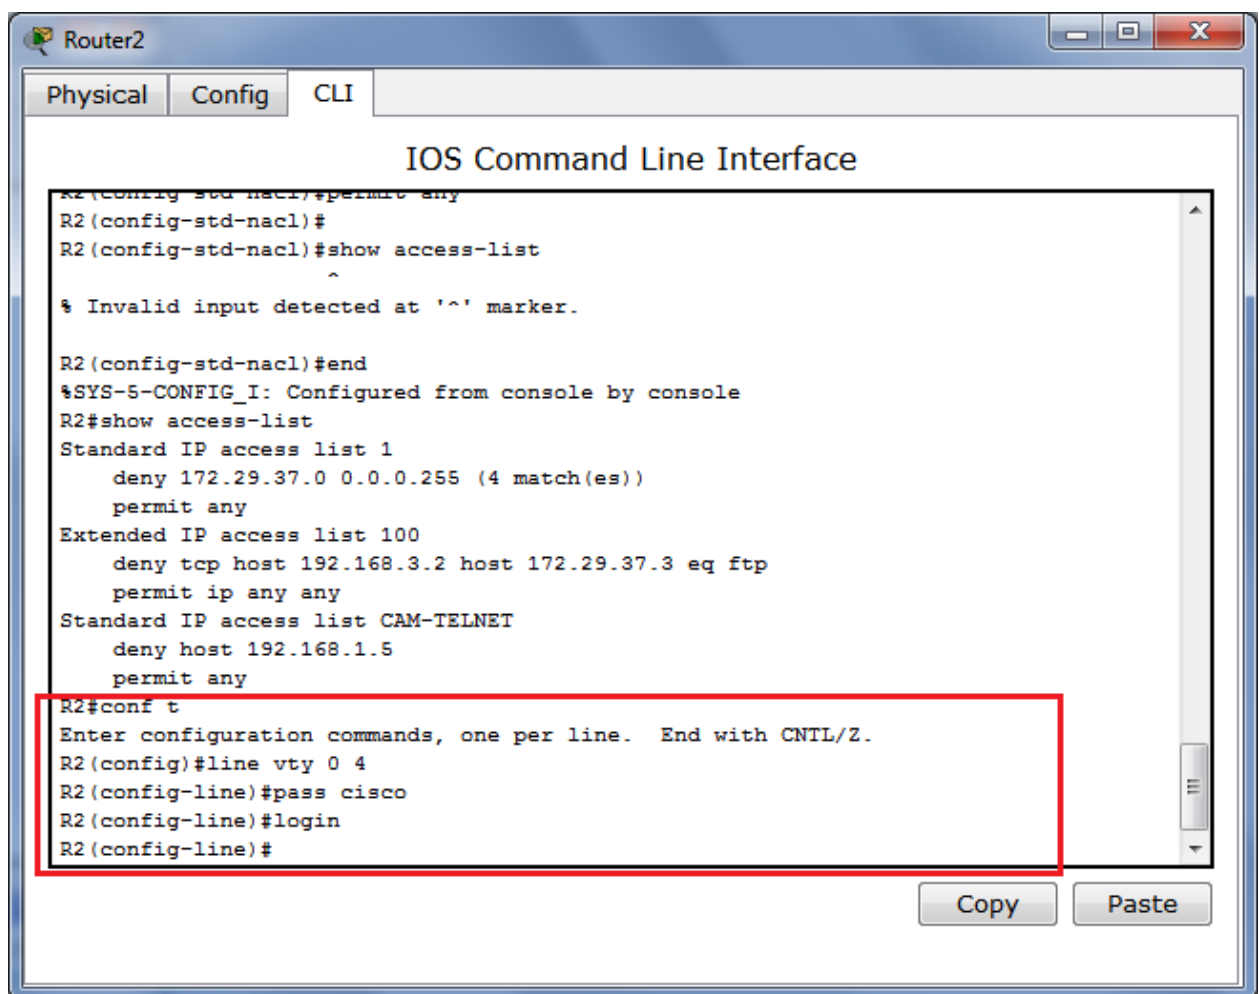 Router2
Physical Config CLI
IOS Command Line Interface
R2(config-std-nacl)#permit any
R2(config-std-nacl)#
R2(config-std-nacl)#show access-list
^
% Invalid input detected at '^' marker.
R2(config-std-nacl)#end
%SYS-5-CONFIG_I: Configured from console by console
R2#show access-list
Standard IP access list 1
    deny 172.29.37.0 0.0.0.255 (4 match(es))
    permit any
Extended IP access list 100
    deny tcp host 192.168.3.2 host 172.29.37.3 eq ftp
    permit ip any any
Standard IP access list CAM-TELNET
    deny host 192.168.1.5
    permit any
R2#conf t
Enter configuration commands, one per line.  End with CNTL/Z.
R2(config)#line vty 0 4
R2(config-line)#pass cisco
R2(config-line)#login
R2(config-line)#
Copy Paste